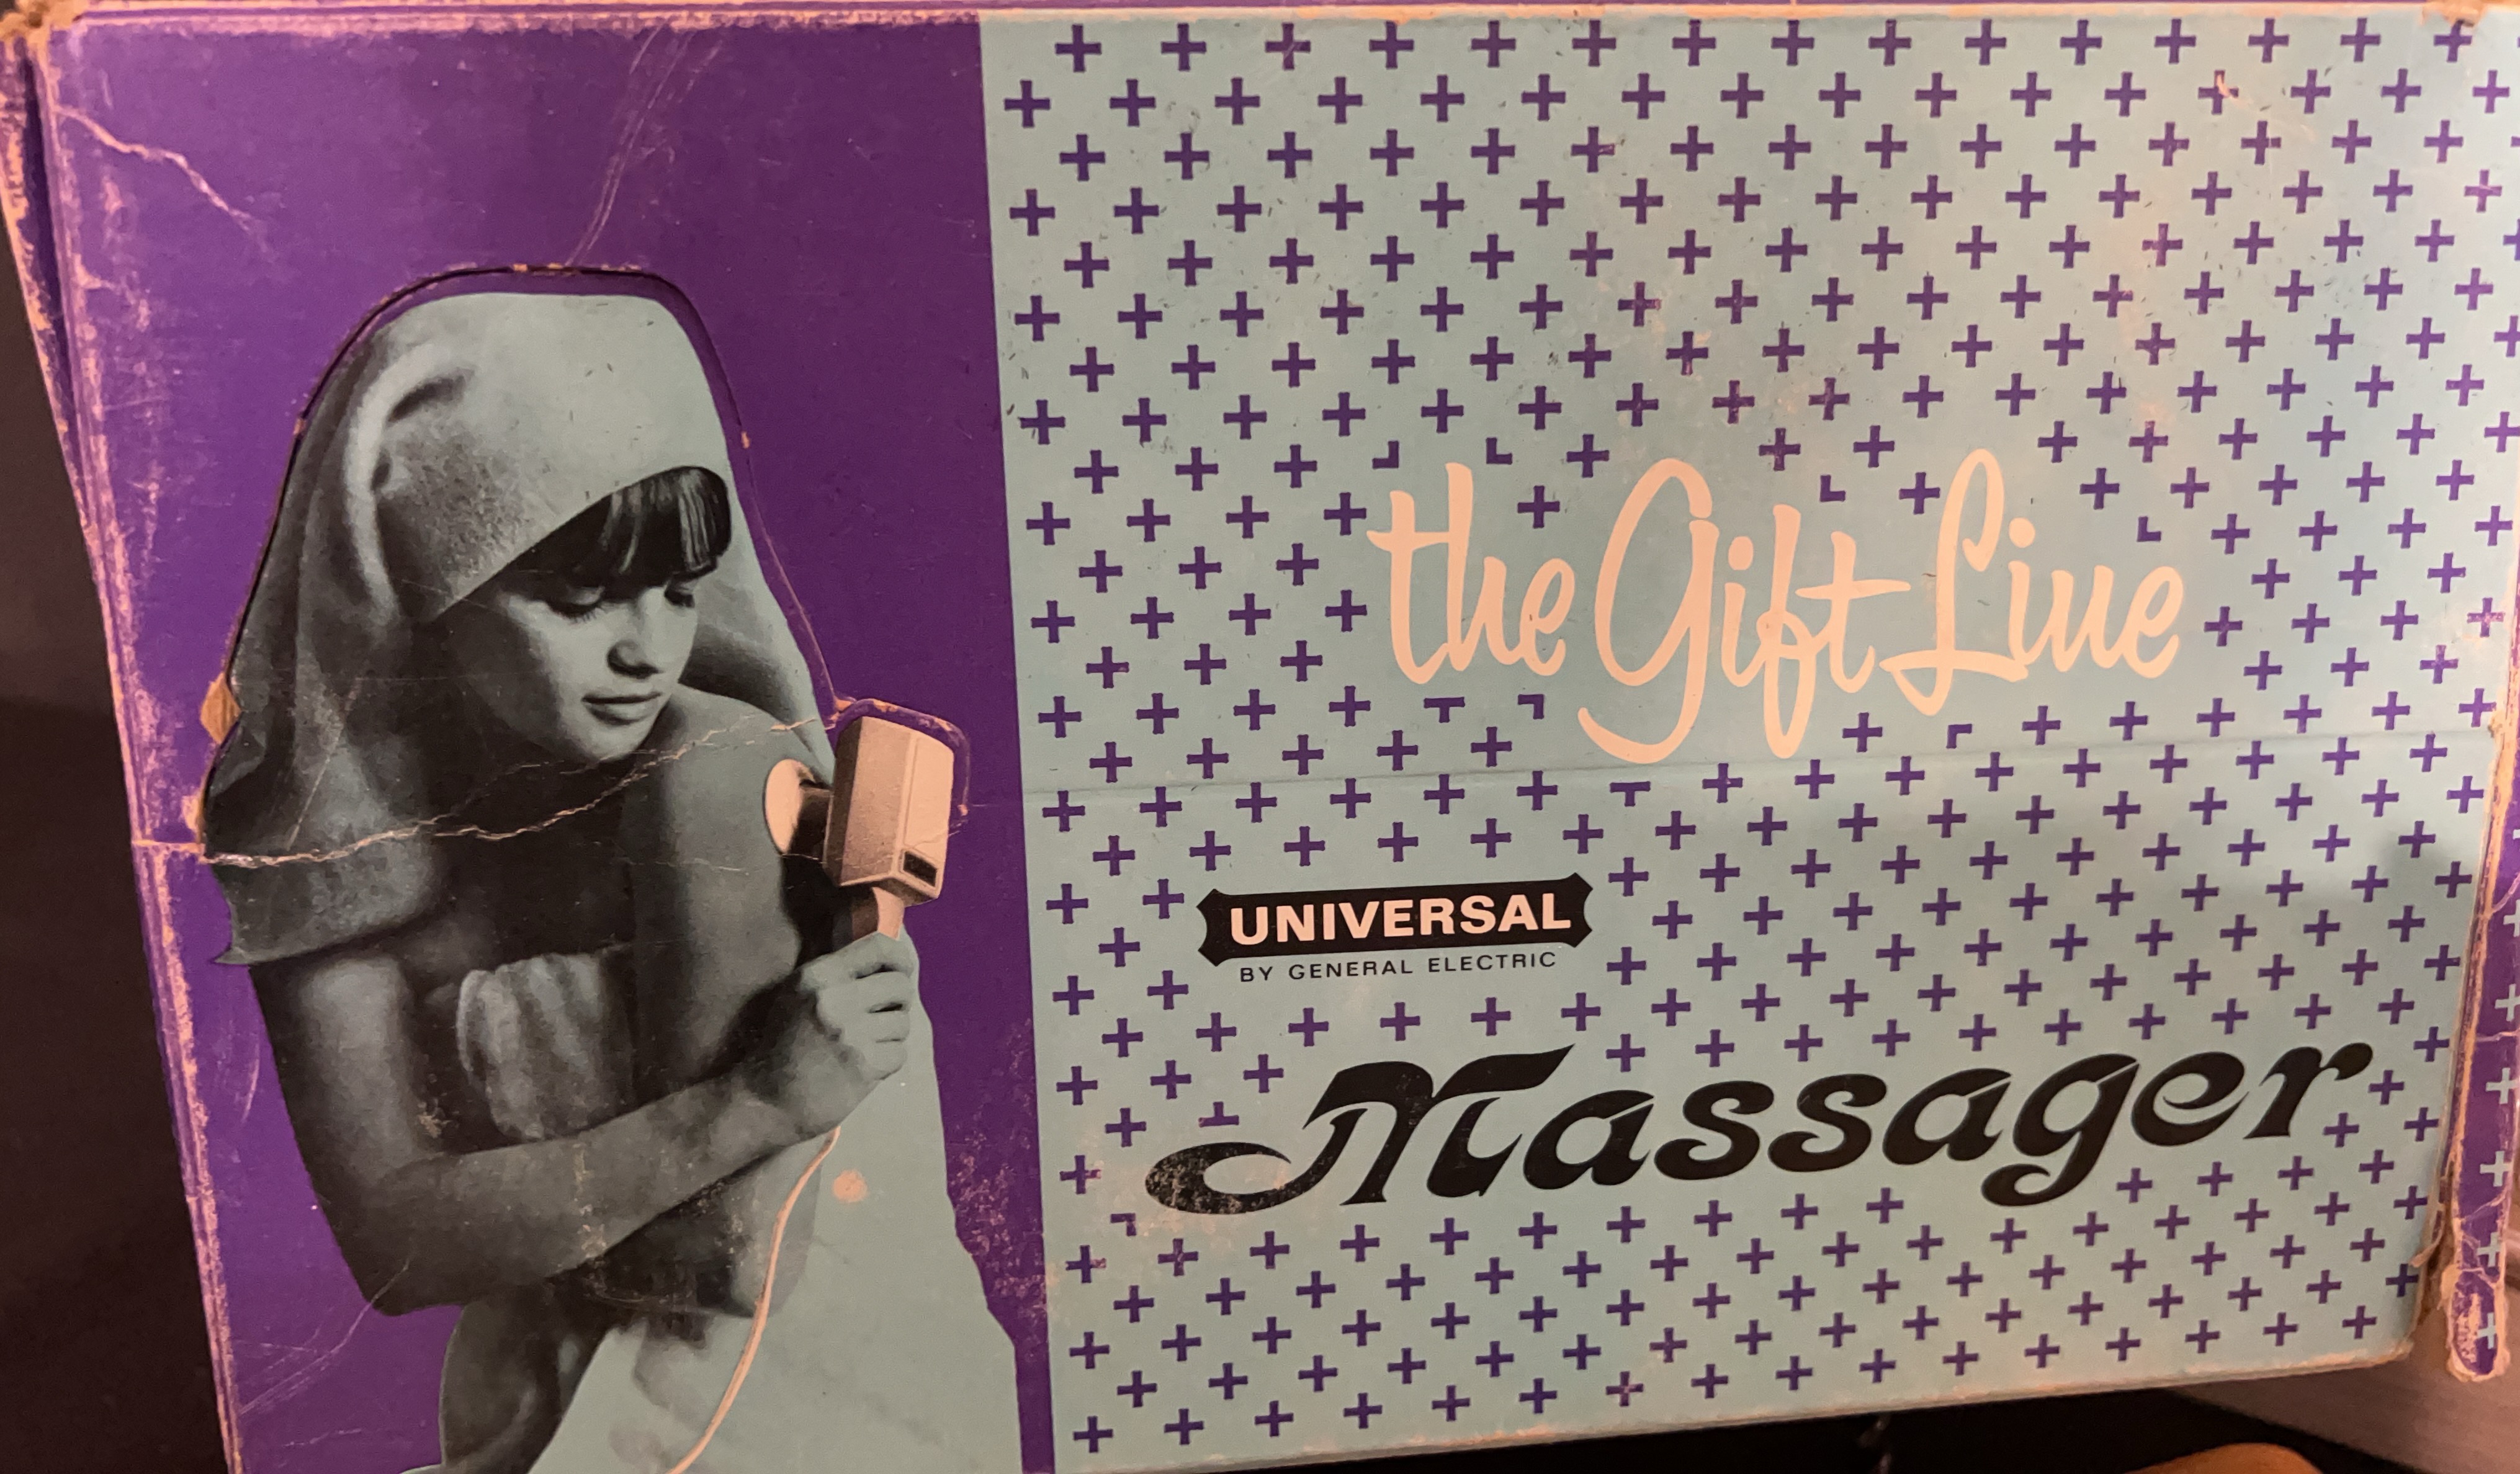 the Gift Line
UNIVERSAL
BY GENERAL ELECTRIC
Massager